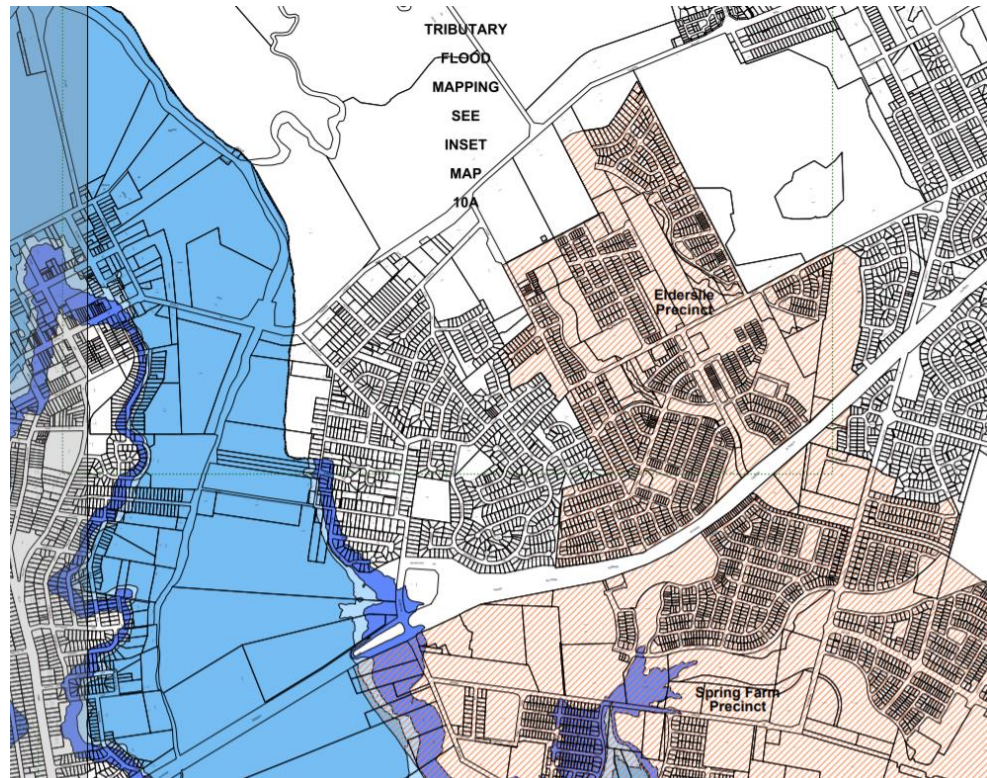 TRIBUTARY
FLOOD
MAPPING
SEE
INSET
MAP
10A
Elderslie
Precinct
Spring Farm
Precinct